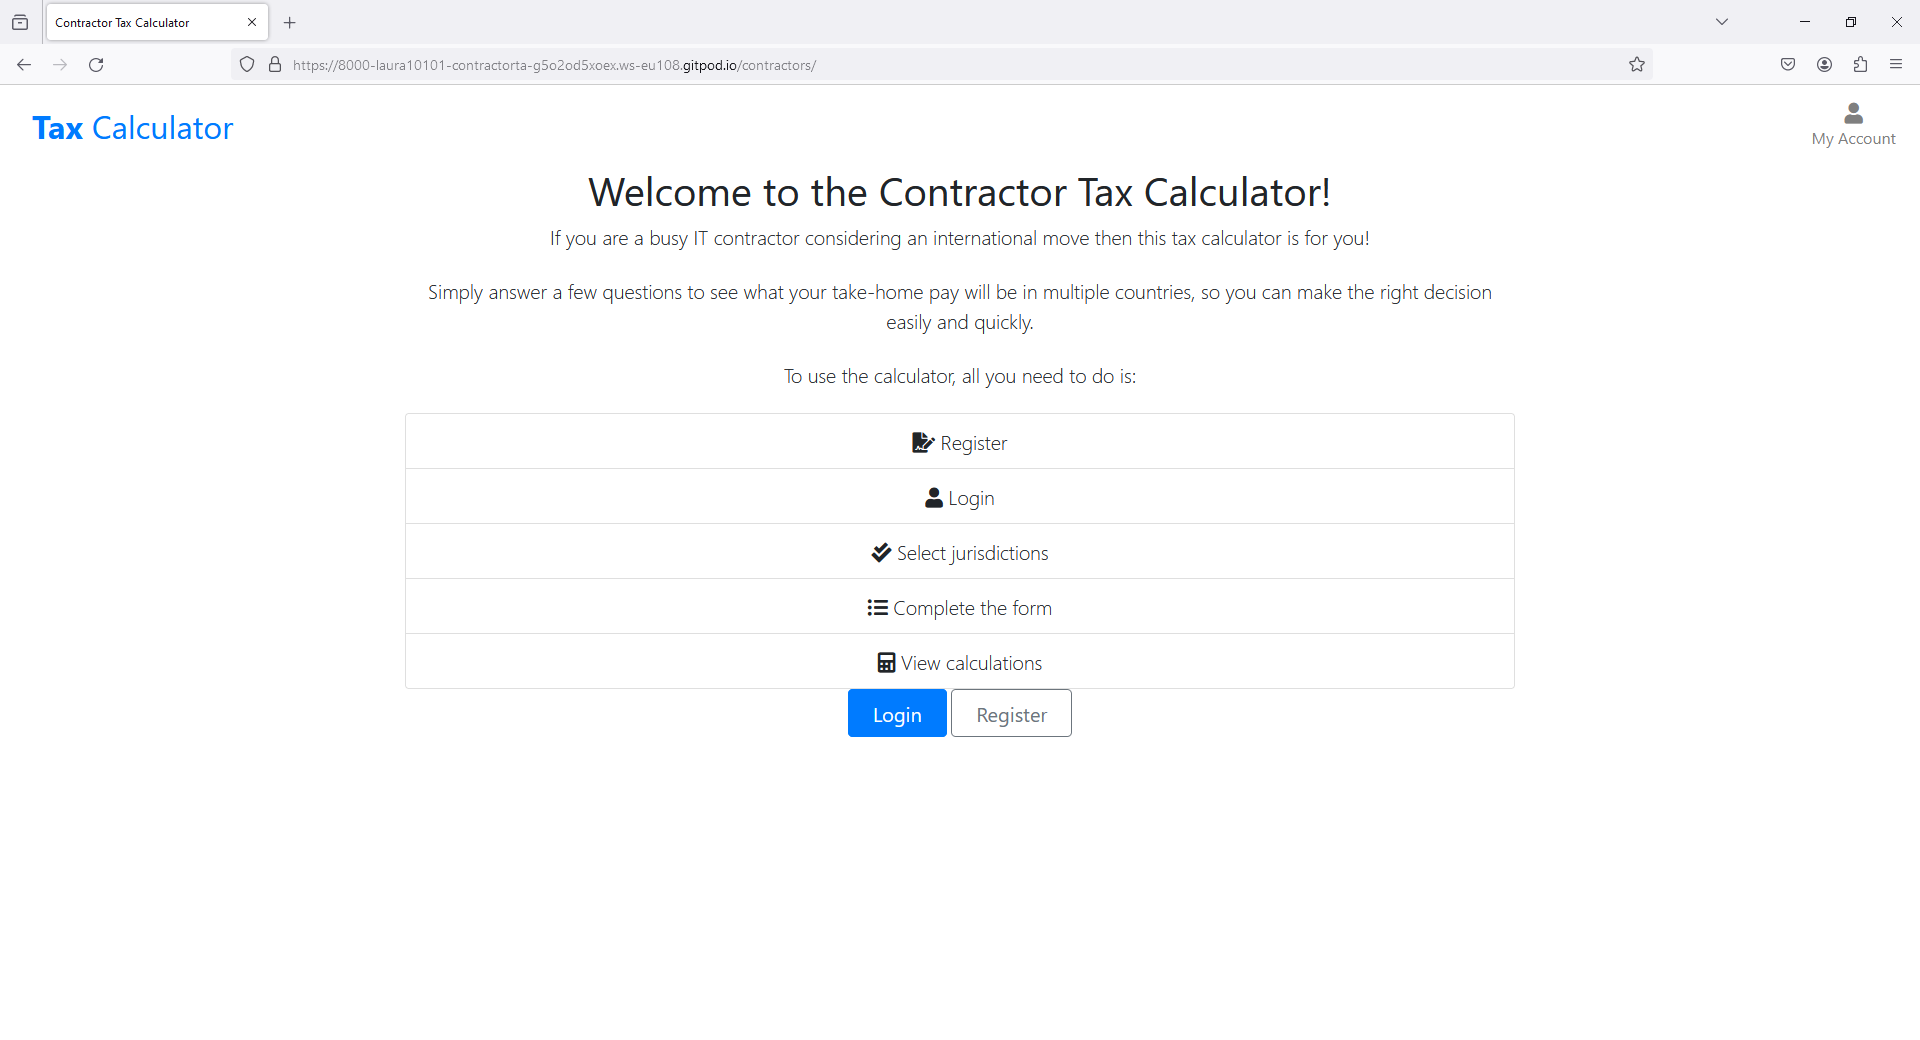 Contractor Tax Calculator
https://8000-laura10101-contractorta-g5o2od5xoex.ws-eu108.gitpod.io/contractors/
Tax Calculator
My Account
Welcome to the Contractor Tax Calculator!
If you are a busy IT contractor considering an international move then this tax calculator is for you!
Simply answer a few questions to see what your take-home pay will be in multiple countries, so you can make the right decision
easily and quickly.
To use the calculator, all you need to do is:
Register
Login
Select jurisdictions
Complete the form
View calculations
Login Register